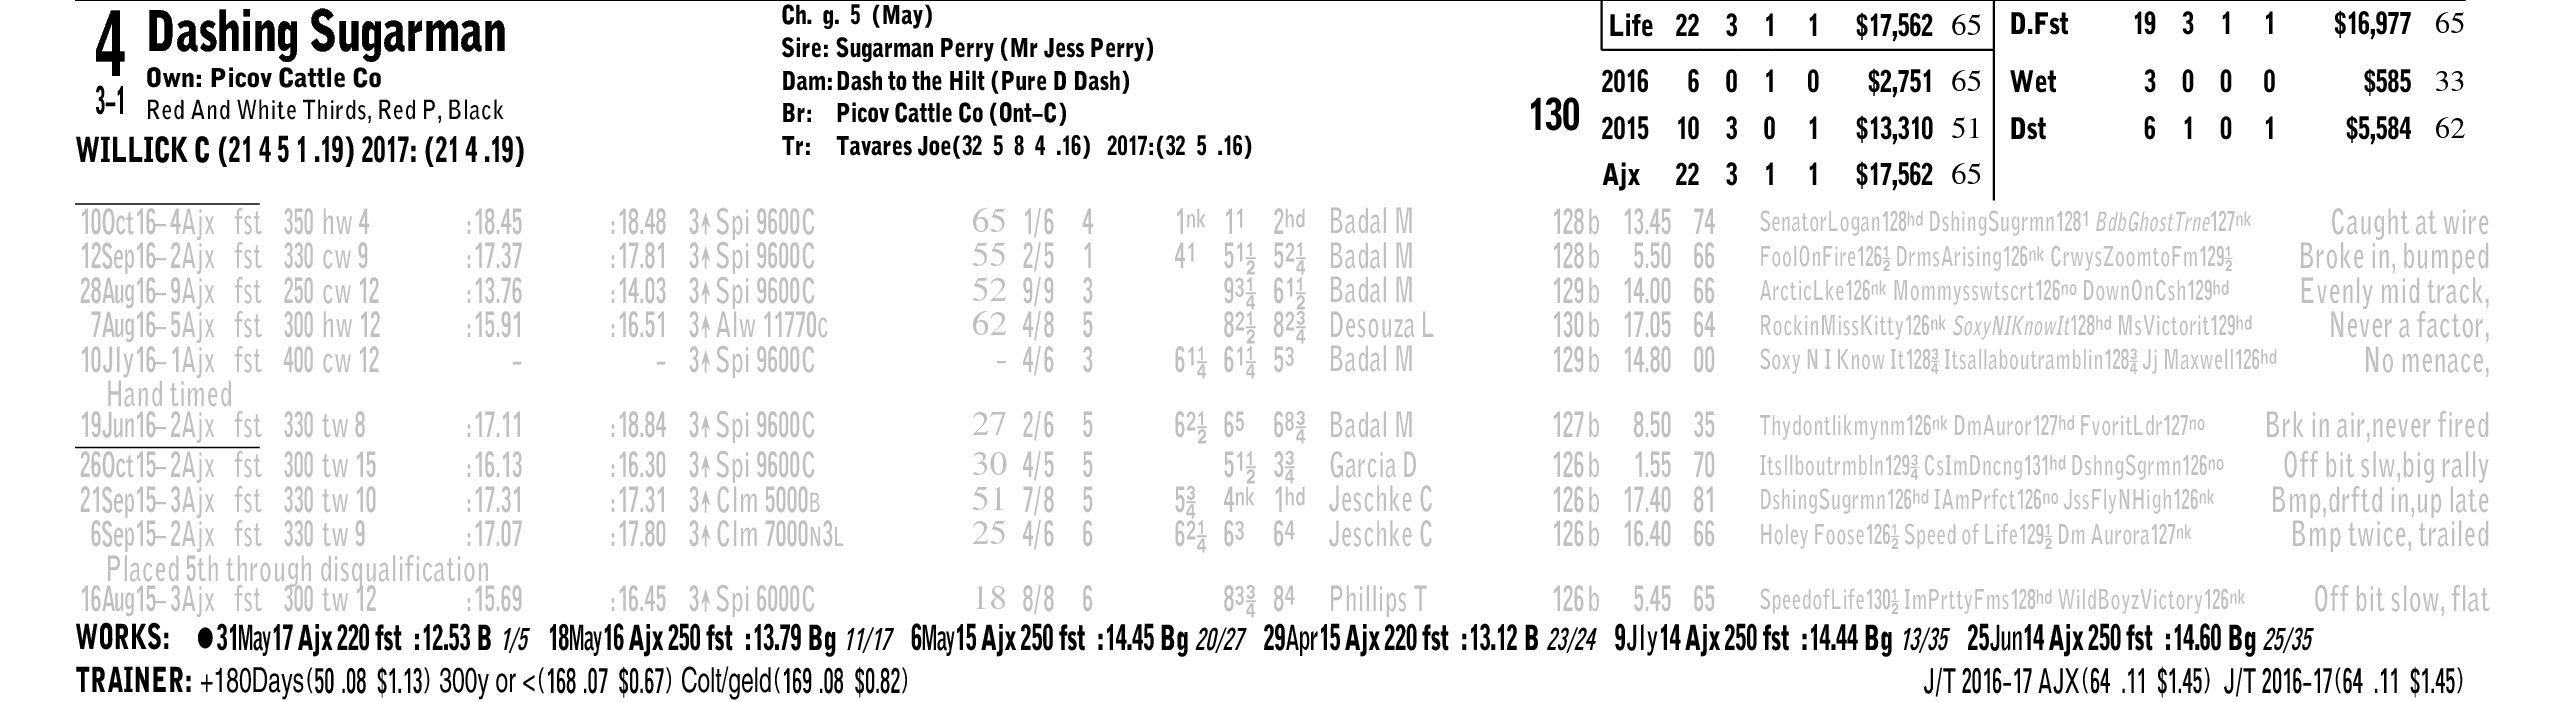 4 Dashing Sugarman
Own: Picov Cattle Co
3–1 Red And White Thirds, Red P, Black
WILLICK C (21 4 5 1 .19) 2017: (21 4 .19)
Ch. g. 5 (May)
Sire: Sugarman Perry (Mr Jess Perry)
Dam: Dash to the Hilt (Pure D Dash)
Br: Picov Cattle Co (Ont–C)
Tr: Tavares Joe(32 5 8 4 .16) 2017:(32 5 .16)
130
Life 22 3 1 1 $17,562 65
2016 6 0 1 0 $2,751 65
2015 10 3 0 1 $13,310 51
Ajx 22 3 1 1 $17,562 65
D.Fst 19 3 1 1 $16,977 65
Wet 3 0 0 0 $585 33
Dst 6 1 0 1 $5,584 62
10Oct16–4Ajx fst 350 hw 4 :18.45 :18.48 3↑ Spi 9600C 65 1/6 4 1nk 11 2hd Badal M 128 b 13.45 74 SenatorLogan128hd DshingSugrmn1281 BdbGhostTrne127nk Caught at wire
12Sep16–2Ajx fst 330 cw 9 :17.37 :17.81 3↑ Spi 9600C 55 2/5 1 41 51½ 52¼ Badal M 128 b 5.50 66 FoolOnFire126½ DrmsArising126nk CrwysZoomtoFm129½ Broke in, bumped
28Aug16–9Ajx fst 250 cw 12 :13.76 :14.03 3↑ Spi 9600C 52 9/9 3 93¼ 61½ Badal M 129 b 14.00 66 ArcticLke126nk Mommysswtscrt126no DownOnCsh129hd Evenly mid track,
7Aug16–5Ajx fst 300 hw 12 :15.91 :16.51 3↑ Alw 11770C 62 4/8 5 82½ 82¾ Desouza L 130 b 17.05 64 RockinMissKitty126nk SoxyNIKnowIt128hd MsVictorit129hd Never a factor,
10Jly16–1Ajx fst 400 cw 12 – – 3↑ Spi 9600C – 4/6 3 61¼ 61¼ 53 Badal M 129 b 14.80 00 Soxy N I Know It128¾ Itsallaboutramblin128¾ Jj Maxwell126hd No menace,
Hand timed
19Jun16–2Ajx fst 330 tw 8 :17.11 :18.84 3↑ Spi 9600C 27 2/6 5 62½ 65 68¾ Badal M 127 b 8.50 35 Thydontlikmynm126nk DmAuror127hd FvoritLdr127no Brk in air,never fired
26Oct15–2Ajx fst 300 tw 15 :16.13 :16.30 3↑ Spi 9600C 30 4/5 5 51½ 3¾ Garcia D 126 b 1.55 70 ItsllboutrmbIn129¾ CsImDncng131hd DshngSgrmn126no Off bit slw,big rally
21Sep15–3Ajx fst 330 tw 10 :17.31 :17.31 3↑ Clm 5000B 51 7/8 5 5¾ 4nk 1hd Jeschke C 126 b 17.40 81 DshingSugrmn126hd IAmPrfct126no JssFlyNHigh126nk Bmp,drftd in,up late
6Sep15–2Ajx fst 330 tw 9 :17.07 :17.80 3↑ Clm 7000N3L 25 4/6 6 62¼ 63 64 Jeschke C 126 b 16.40 66 Holey Foose126½ Speed of Life129½ Dm Aurora127nk Bmp twice, trailed
Placed 5th through disqualification
16Aug15–3Ajx fst 300 tw 12 :15.69 :16.45 3↑ Spi 6000C 18 8/8 6 83¾ 84 Phillips T 126 b 5.45 65 SpeedofLife130½ ImPrttyFms128hd WildBoyzVictory126nk Off bit slow, flat
WORKS: ●31May17 Ajx 220 fst :12.53 B 1/5 18May16 Ajx 250 fst :13.79 Bg 11/17 6May15 Ajx 250 fst :14.45 Bg 20/27 29Apr15 Ajx 220 fst :13.12 B 23/24 9Jly14 Ajx 250 fst :14.44 Bg 13/35 25Jun14 Ajx 250 fst :14.60 Bg 25/35
TRAINER: +180Days(50 .08 $1.13) 300y or <(168 .07 $0.67) Colt/geld(169 .08 $0.82) J/T 2016–17 AJX(64 .11 $1.45) J/T 2016–17(64 .11 $1.45)